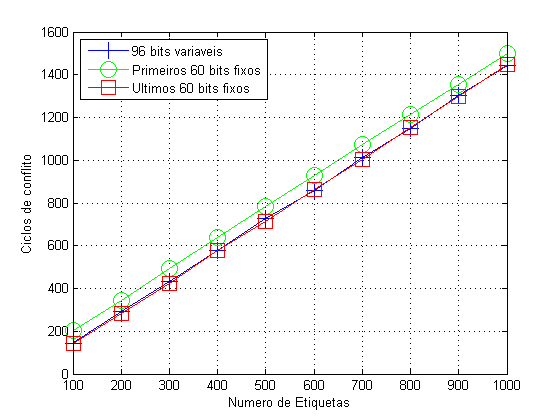 1600
1400
1200
1000
800
600
400
200
0
96 bits variaveis
Primeiros 60 bits fixos
Ultimos 60 bits fixos
Ciclos de conflito
100 200 300 400 500 600 700 800 900 1000
Numero de Etiquetas